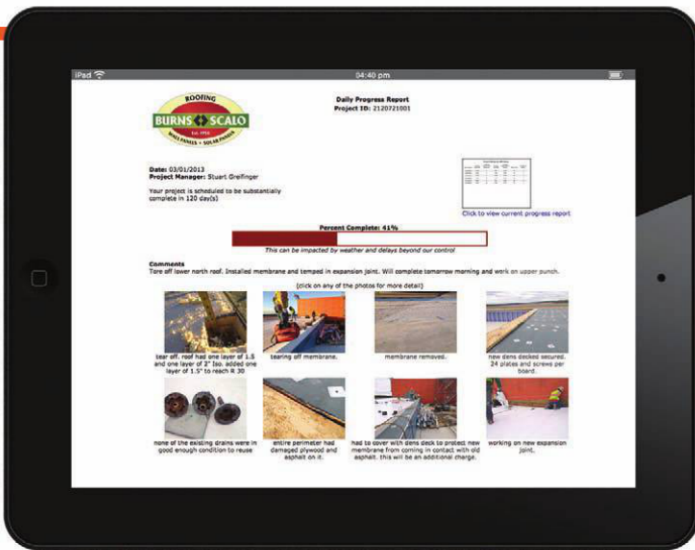 iPad
04:40 pm
ROOFING
BURNS SCALO
Est. 1956
WALL PANELS • SOLAR PANELS
Daily Progress Report
Project ID: 2120721001
Date: 03/01/2013
Project Manager: Stuart Greifinger
Your project is scheduled to be substantially
complete in 120 day(s)
Click to view current progress report
Percent Complete: 41%
This can be impacted by weather and delays beyond our control
Comments
Tore off lower north roof. Installed membrane and temped in expansion joint. Will complete tomorrow morning and work on upper punch.
[click on any of the photos for more detail]
tear off. roof had one layer of 1.5
and one layer of 2" Iso. added one
layer of 1.5" to reach R 30
tearing off membrane.
membrane removed.
new dens decked secured.
24 plates and screws per
board.
none of the existing drains were in
good enough condition to reuse
entire perimeter had
damaged plywood and
asphalt on it.
had to cover with dens deck to protect new
membrane from coming in contact with old
asphalt. this will be an additional charge.
working on new expansion
joint.